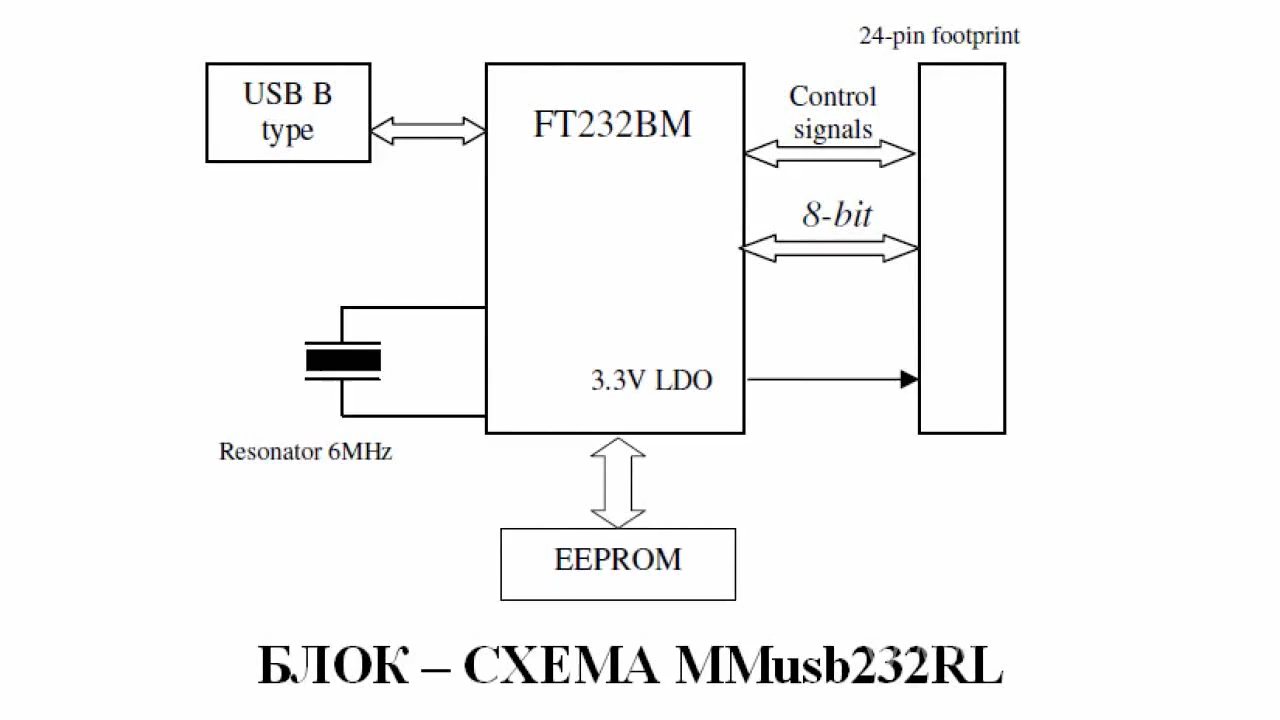 24-pin footprint
USB B
type
FT232BM
Control
signals
8-bit
3.3V LDO
Resonator 6MHz
EEPROM
БЛОК – СХЕМА MMusb232RL